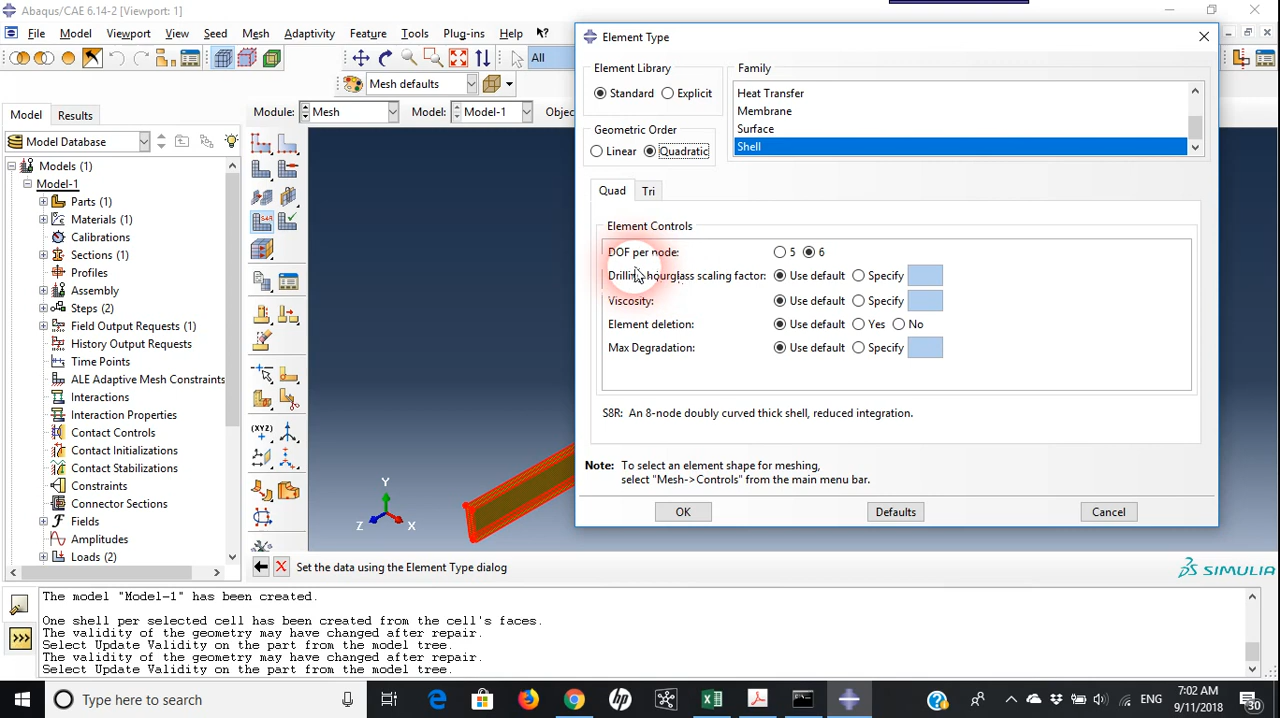 Abaqus/CAE 6.14-2 [Viewport: 1]
File Model Viewport View Seed Mesh Adaptivity Feature Tools Plug-ins Help
All
Mesh defaults
Model Results
Module: Mesh Model: Model-1 Objec
Model Database
Models (1)
Model-1
Parts (1)
Materials (1)
Calibrations
Sections (1)
Profiles
Assembly
Steps (2)
Field Output Requests (1)
History Output Requests
Time Points
ALE Adaptive Mesh Constraints
Interactions
Interaction Properties
Contact Controls
Contact Initializations
Contact Stabilizations
Constraints
Connector Sections
Fields
Amplitudes
Loads (2)
(XYZ)
Y
Z X
Element Type
Element Library
Standard Explicit
Geometric Order
Linear Quadratic
Family
Heat Transfer
Membrane
Surface
Shell
Quad Tri
Element Controls
DOF per node: 5 6
Drilling hourglass scaling factor: Use default Specify
Viscosity: Use default Specify
Element deletion: Use default Yes No
Max Degradation: Use default Specify
S8R: An 8-node doubly curved thick shell, reduced integration.
Note: To select an element shape for meshing,
select "Mesh->Controls" from the main menu bar.
OK Defaults Cancel
Set the data using the Element Type dialog
SIMULIA
The model "Model-1" has been created.
One shell per selected cell has been created from the cell's faces.
The validity of the geometry may have changed after repair.
Select Update Validity on the part from the model tree.
The validity of the geometry may have changed after repair.
Select Update Validity on the part from the model tree.
>>>
Type here to search
hp
ENG
7:02 AM
9/11/2018
30